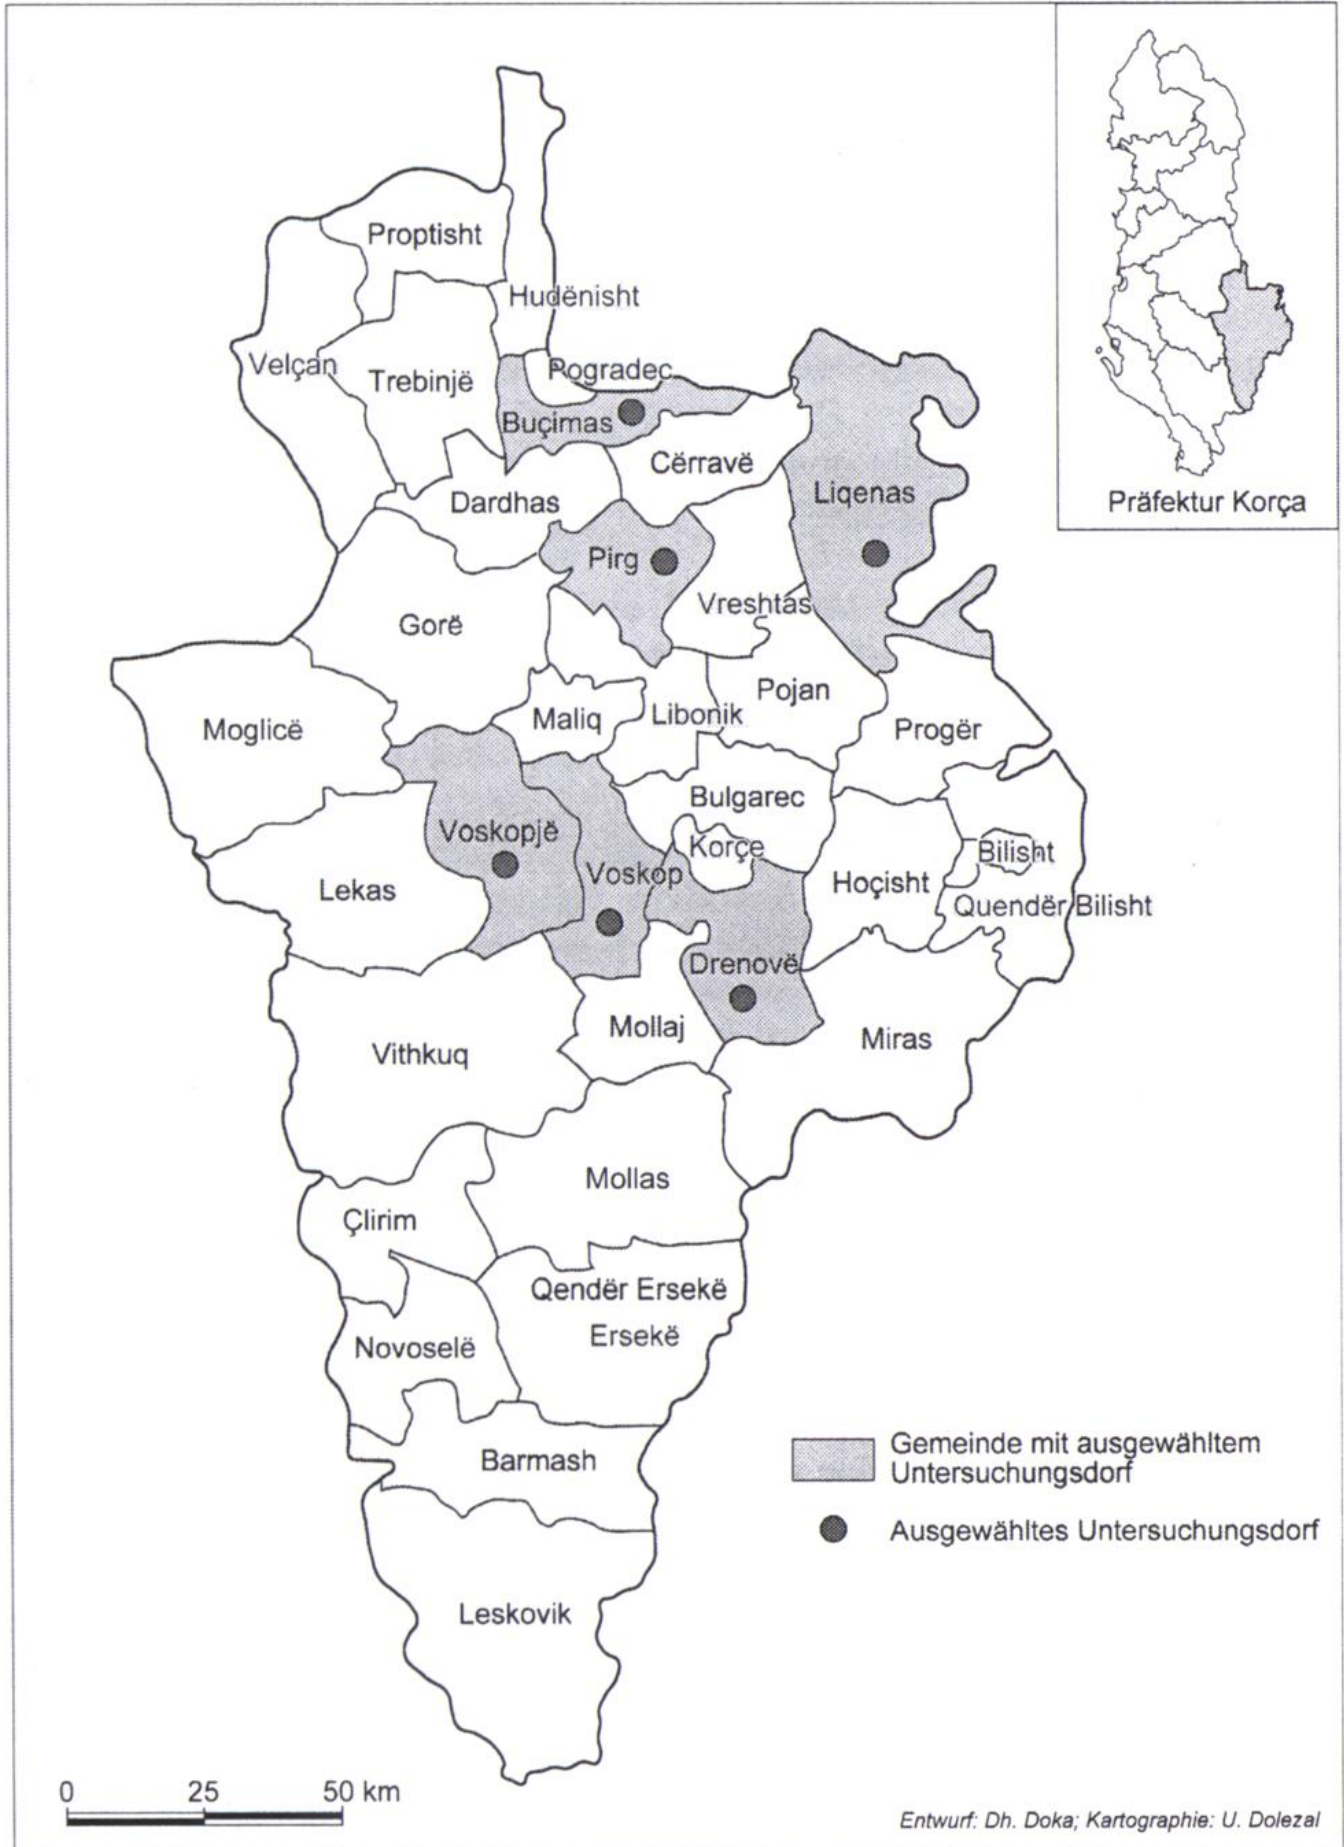 Präfektur Korça
Proptisht
Hudënisht
Velçan
Trebinjë
Pogradec
Buçimas
Cërravë
Liqenas
Dardhas
Pirg
Vreshtas
Gorë
Moglicë
Maliq
Libonik
Pojan
Progër
Bulgarec
Voskopjë
Korçe
Bilisht
Lekas
Voskop
Hoçisht
Quendër Bilisht
Drenovë
Mollaj
Miras
Vithkuq
Mollas
Çlirim
Qendër Ersekë
Ersekë
Novoselë
Barmash
Leskovik
Gemeinde mit ausgewähltem
Untersuchungsdorf
Ausgewähltes Untersuchungsdorf
0 25 50 km
Entwurf: Dh. Doka; Kartographie: U. Dolezal